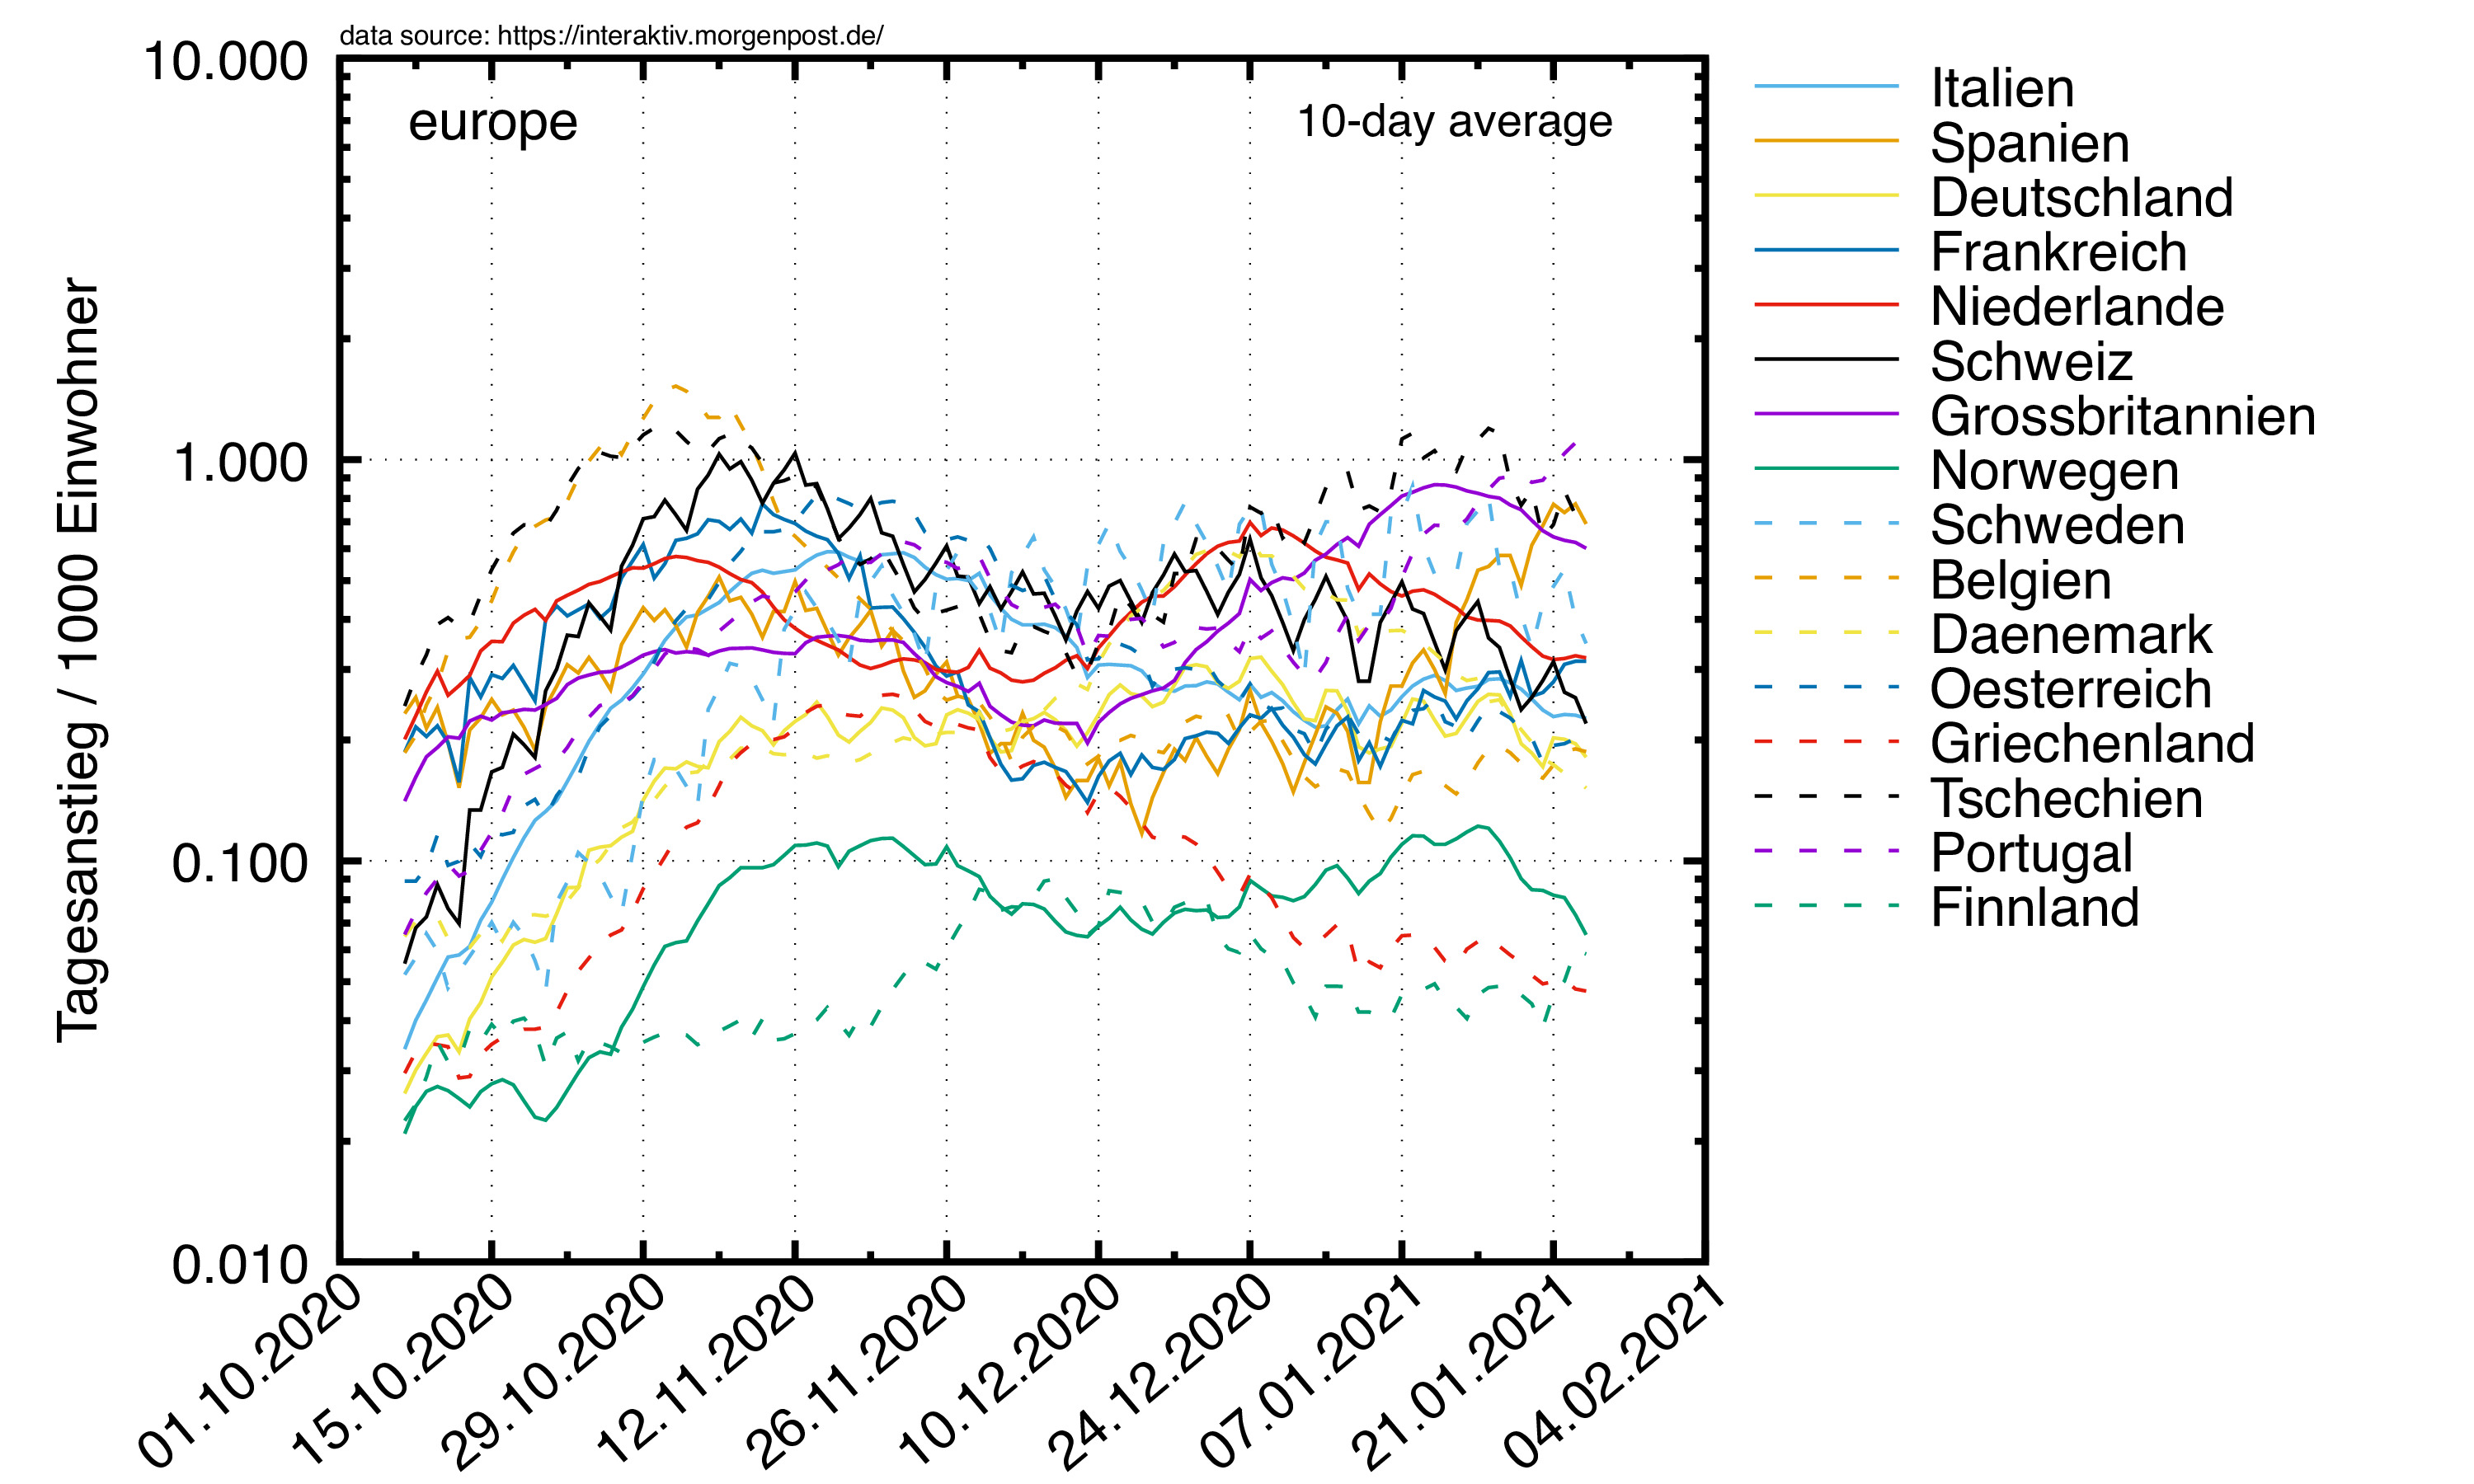 data source: https://interaktiv.morgenpost.de/
10.000
1.000
0.100
0.010
Tagesanstieg / 1000 Einwohner
europe
10-day average
01.10.2020
15.10.2020
29.10.2020
12.11.2020
26.11.2020
10.12.2020
24.12.2020
07.01.2021
21.01.2021
04.02.2021
Italien
Spanien
Deutschland
Frankreich
Niederlande
Schweiz
Grossbritannien
Norwegen
Schweden
Belgien
Daenemark
Oesterreich
Griechenland
Tschechien
Portugal
Finnland